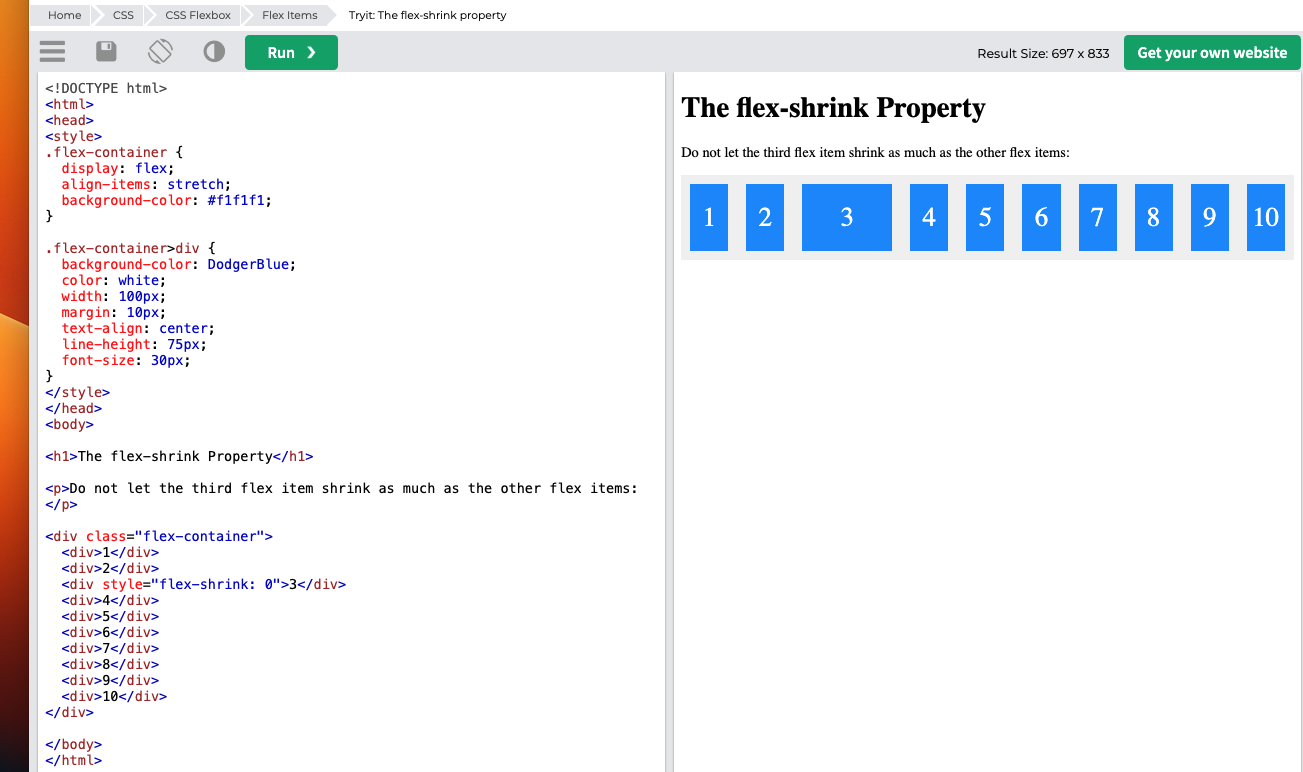 Home CSS CSS Flexbox Flex Items Tryit: The flex-shrink property
Run ❯ Result Size: 697 x 833 Get your own website
<!DOCTYPE html>
<html>
<head>
<style>
.flex-container {
  display: flex;
  align-items: stretch;
  background-color: #f1f1f1;
}

.flex-container>div {
  background-color: DodgerBlue;
  color: white;
  width: 100px;
  margin: 10px;
  text-align: center;
  line-height: 75px;
  font-size: 30px;
}
</style>
</head>
<body>

<h1>The flex-shrink Property</h1>

<p>Do not let the third flex item shrink as much as the other flex items:
</p>

<div class="flex-container">
  <div>1</div>
  <div>2</div>
  <div style="flex-shrink: 0">3</div>
  <div>4</div>
  <div>5</div>
  <div>6</div>
  <div>7</div>
  <div>8</div>
  <div>9</div>
  <div>10</div>
</div>

</body>
</html>
The flex-shrink Property
Do not let the third flex item shrink as much as the other flex items:
1 2 3 4 5 6 7 8 9 10